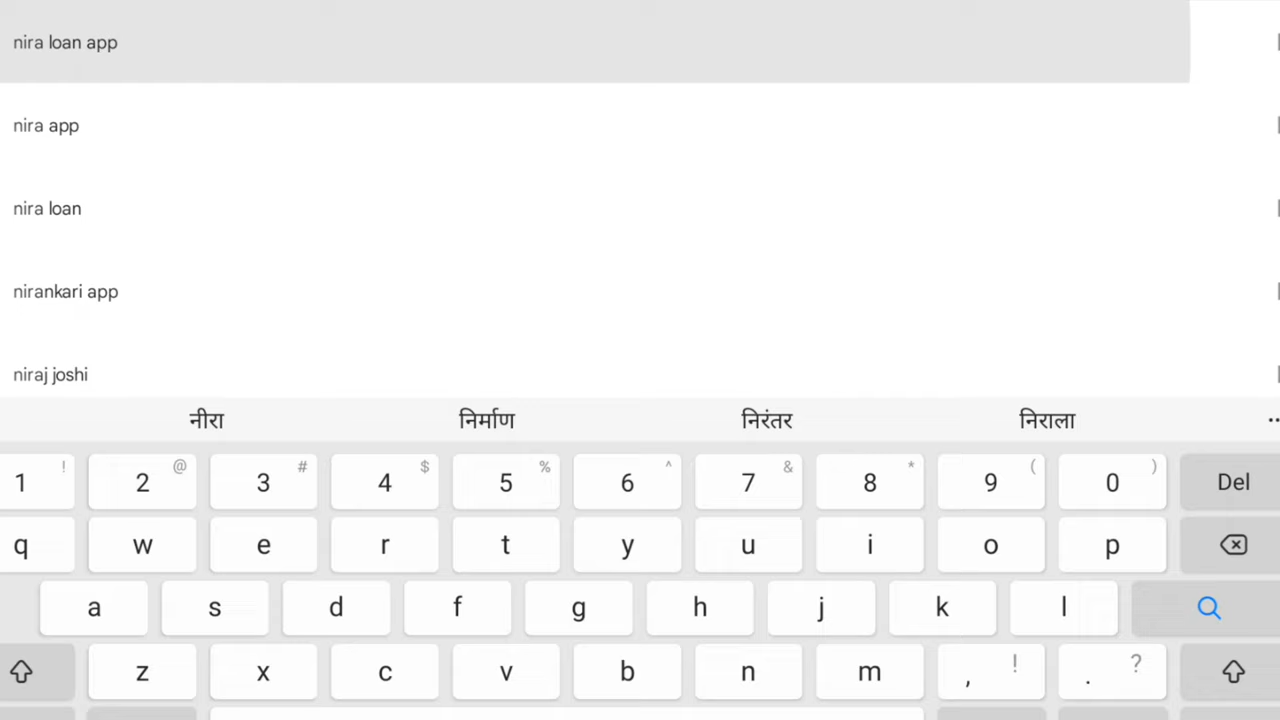 nira loan app
nira app
nira loan
nirankari app
niraj joshi
नीरा निर्माण निरंतर निराला ..
1 ! 2 @ 3 # 4 $ 5 % 6 ^ 7 & 8 * 9 ( 0 ) Del
q w e r t y u i o p
a s d f g h j k l
z x c v b n m , ! . ?